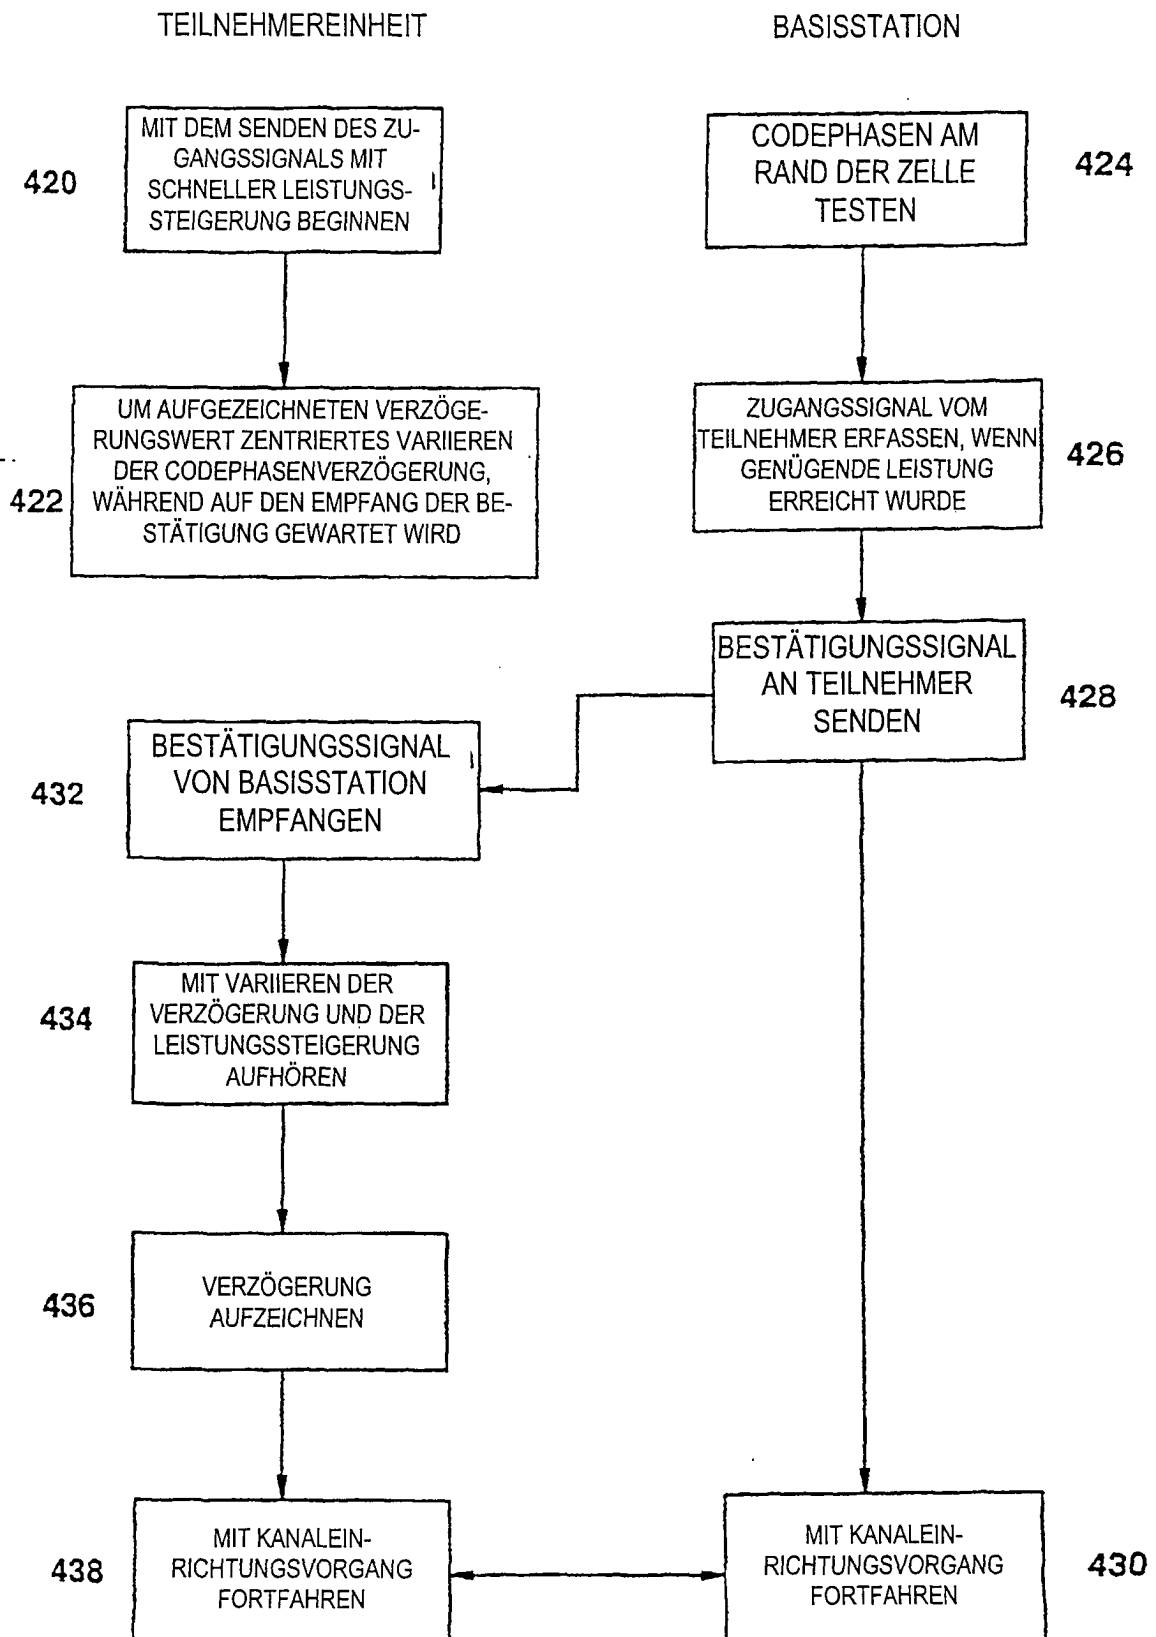 TEILNEHMEREINHEIT
BASISSTATION
420
MIT DEM SENDEN DES ZU-
GANGSSIGNALS MIT
SCHNELLER LEISTUNGS-
STEIGERUNG BEGINNEN
CODEPHASEN AM
RAND DER ZELLE
TESTEN
424
422
UM AUFGEZEICHNETEN VERZÖGE-
RUNGSWERT ZENTRIERTES VARIIEREN
DER CODEPHASENVERZÖGERUNG,
WÄHREND AUF DEN EMPFANG DER BE-
STÄTIGUNG GEWARTET WIRD
ZUGANGSSIGNAL VOM
TEILNEHMER ERFASSEN, WENN
GENÜGENDE LEISTUNG
ERREICHT WURDE
426
BESTÄTIGUNGSSIGNAL
AN TEILNEHMER
SENDEN
428
432
BESTÄTIGUNGSSIGNAL
VON BASISSTATION
EMPFANGEN
434
MIT VARIIEREN DER
VERZÖGERUNG UND DER
LEISTUNGSSTEIGERUNG
AUFHÖREN
436
VERZÖGERUNG
AUFZEICHNEN
438
MIT KANALEIN-
RICHTUNGSVORGANG
FORTFAHREN
MIT KANALEIN-
RICHTUNGSVORGANG
FORTFAHREN
430